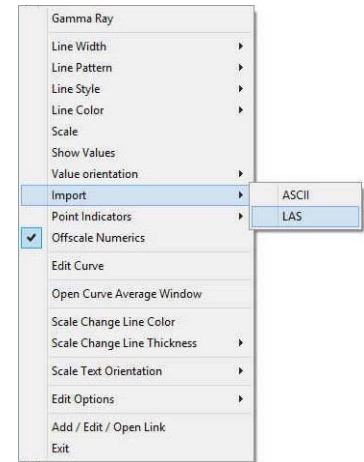 Gamma Ray
Line Width
Line Pattern
Line Style
Line Color
Scale
Show Values
Value orientation
Import
ASCII
LAS
Point Indicators
Offscale Numerics
Edit Curve
Open Curve Average Window
Scale Change Line Color
Scale Change Line Thickness
Scale Text Orientation
Edit Options
Add / Edit / Open Link
Exit